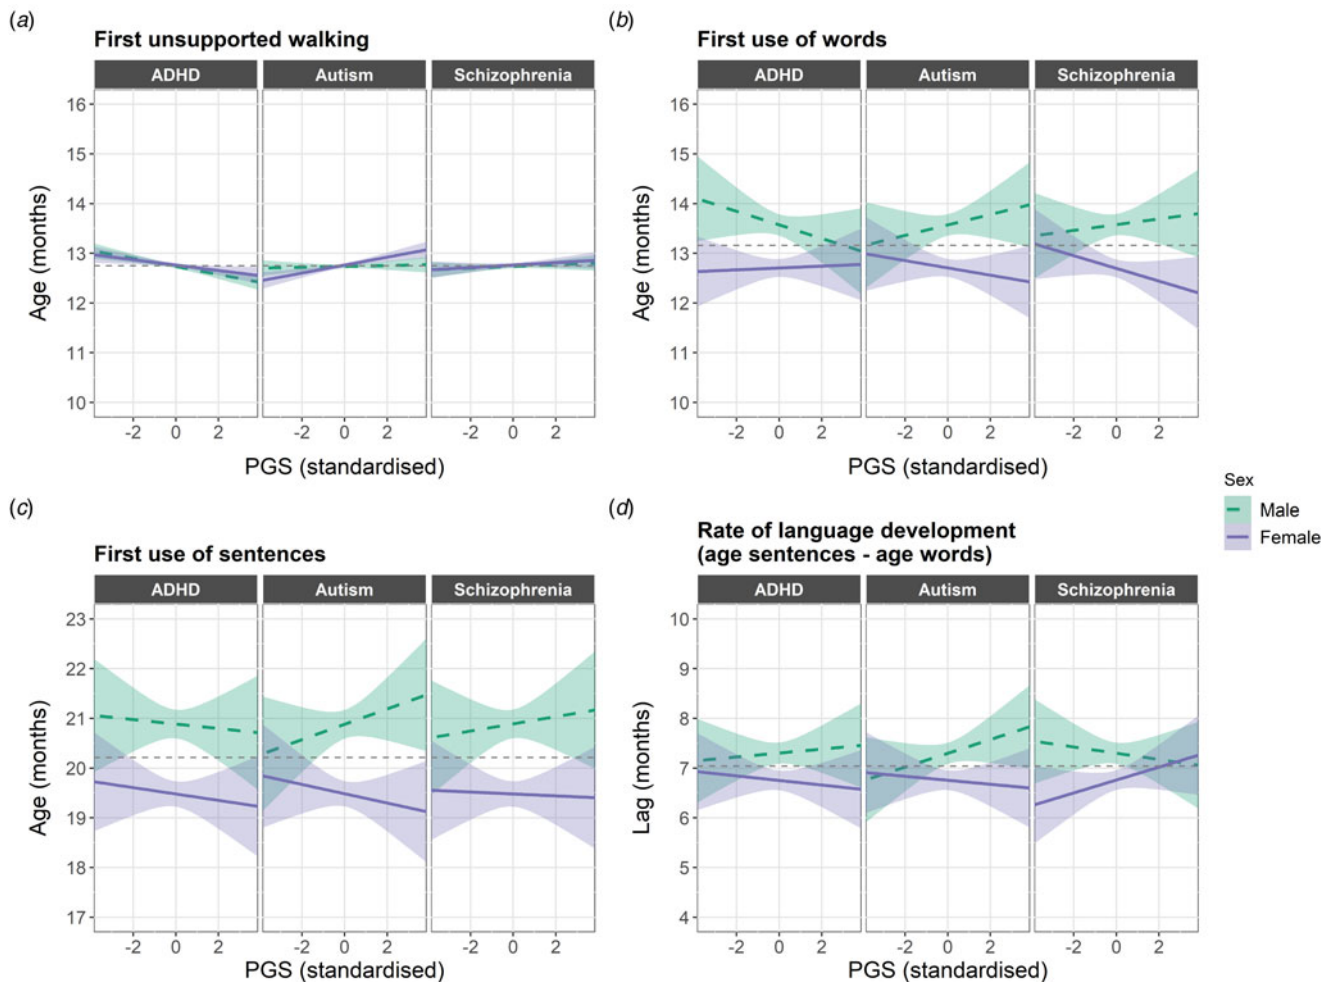 (a)
First unsupported walking
ADHD Autism Schizophrenia
16
15
14
13
12
11
10
Age (months)
-2 0 2 -2 0 2 -2 0 2
PGS (standardised)
(b)
First use of words
ADHD Autism Schizophrenia
16
15
14
13
12
11
10
Age (months)
-2 0 2 -2 0 2 -2 0 2
PGS (standardised)
(c)
First use of sentences
ADHD Autism Schizophrenia
23
22
21
20
19
18
17
Age (months)
-2 0 2 -2 0 2 -2 0 2
PGS (standardised)
(d)
Rate of language development
(age sentences - age words)
ADHD Autism Schizophrenia
10
9
8
7
6
5
4
Lag (months)
-2 0 2 -2 0 2 -2 0 2
PGS (standardised)
Sex
Male
Female